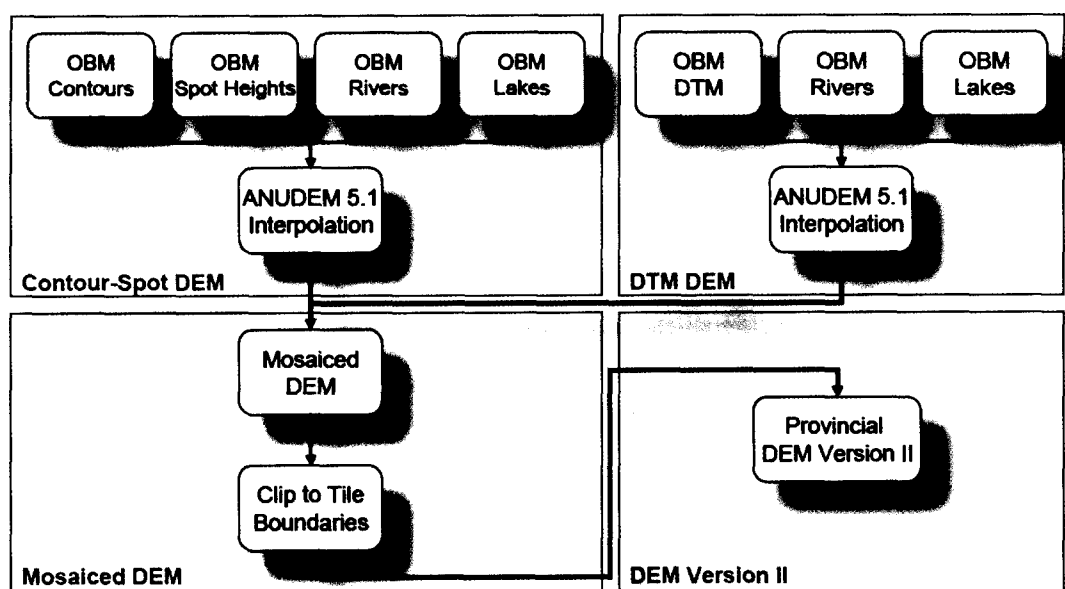 OBM
Contours
OBM
Spot Heights
OBM
Rivers
OBM
Lakes
ANUDEM 5.1
Interpolation
Contour-Spot DEM
OBM
DTM
OBM
Rivers
OBM
Lakes
ANUDEM 5.1
Interpolation
DTM DEM
Mosaiced
DEM
Clip to Tile
Boundaries
Mosaiced DEM
Provincial
DEM Version II
DEM Version II